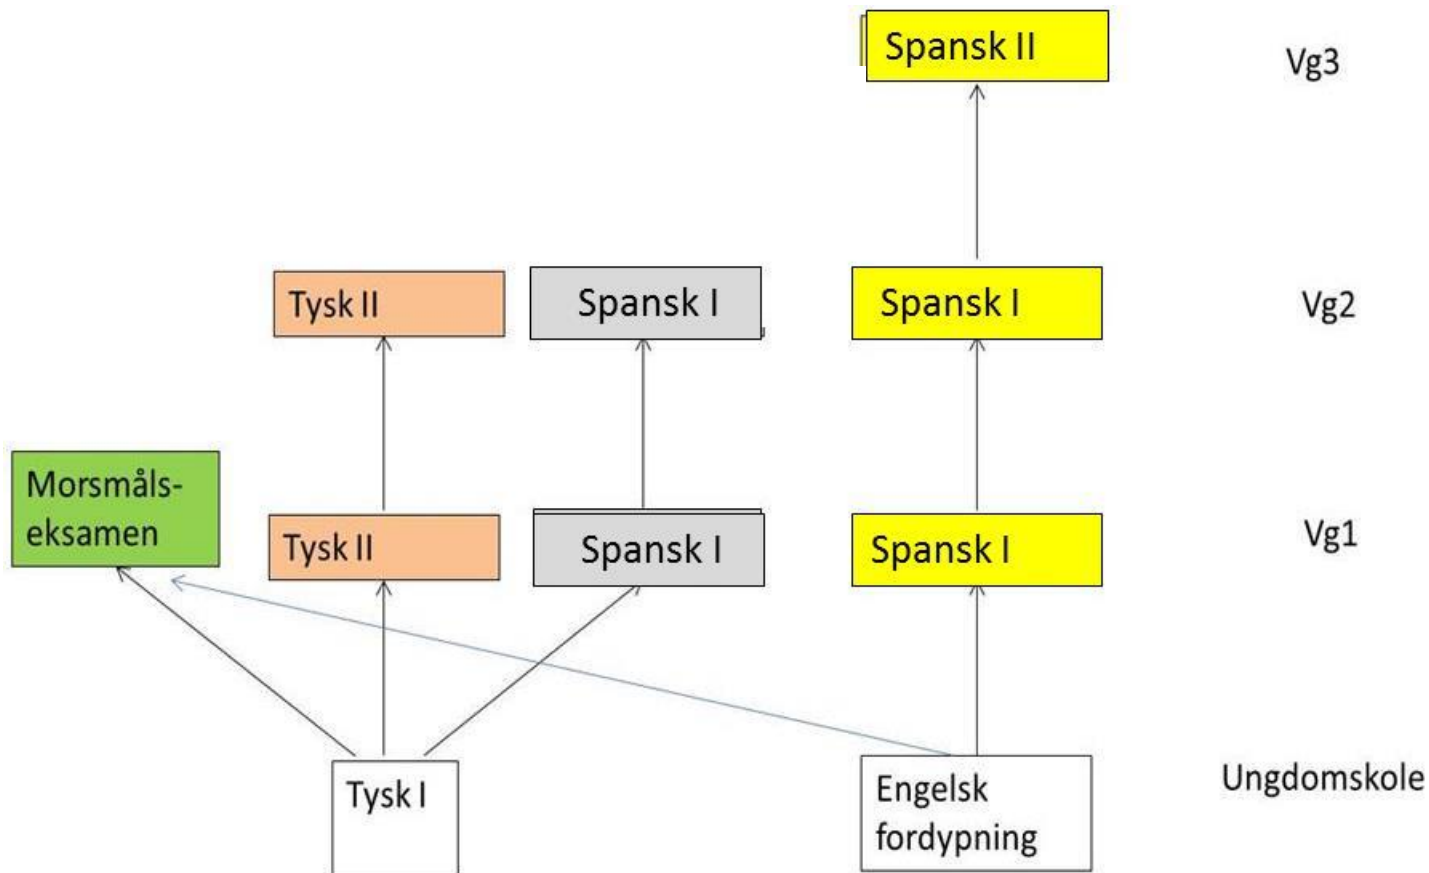 Spansk II
Vg3
Tysk II
Spansk I
Spansk I
Vg2
Morsmåls-
eksamen
Tysk II
Spansk I
Spansk I
Vg1
Tysk I
Engelsk
fordypning
Ungdomskole